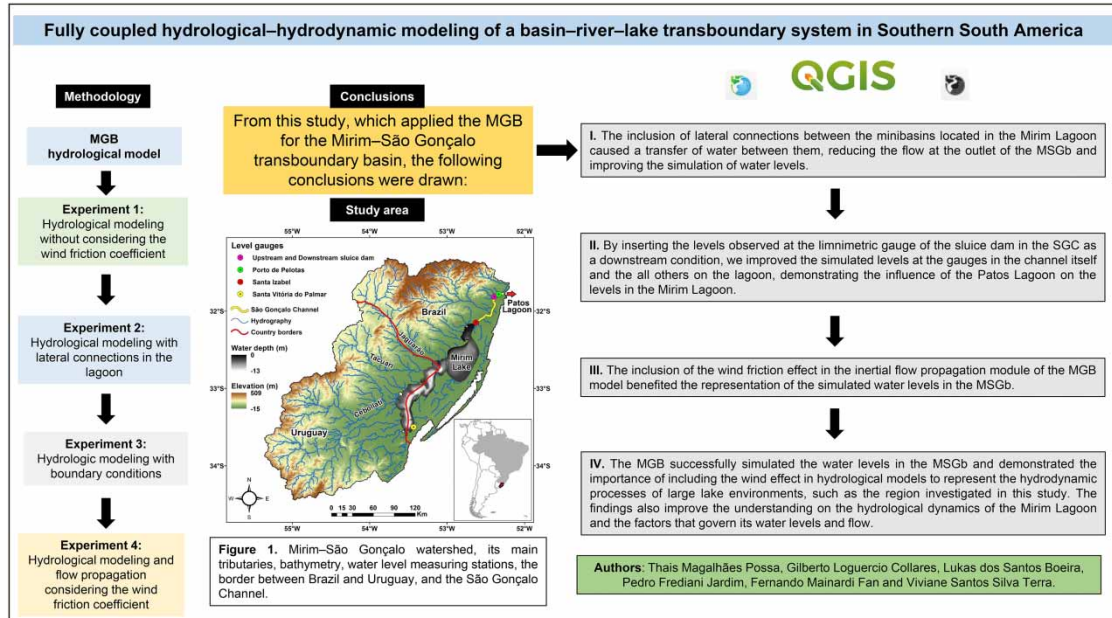 Fully coupled hydrological–hydrodynamic modeling of a basin–river–lake transboundary system in Southern South America
Methodology
MGB
hydrological model
Experiment 1:
Hydrological modeling
without considering the
wind friction coefficient
Experiment 2:
Hydrological modeling with
lateral connections in the
lagoon
Experiment 3:
Hydrologic modeling with
boundary conditions
Experiment 4:
Hydrological modeling and
flow propagation
considering the wind
friction coefficient
Conclusions
From this study, which applied the MGB
for the Mirim–São Gonçalo
transboundary basin, the following
conclusions were drawn:
Study area
55°W
54°W
53°W
52°W
Level gauges
Upstream and Downstream sluice dam
Porto de Pelotas
Santa Izabel
Santa Vitória do Palmar
São Gonçalo Channel
Hydrography
Country borders
Water depth (m)
0
-13
Elevation (m)
509
-15
32°S
33°S
34°S
Brazil
Patos
Lagoon
Jaguarão
Tacuari
Mirim
Lake
Cebollatí
Uruguay
32°S
33°S
34°S
N
W
E
S
0 15 30 60 90 120
Km
55°W
54°W
53°W
52°W
Figure 1. Mirim–São Gonçalo watershed, its main
tributaries, bathymetry, water level measuring stations, the
border between Brazil and Uruguay, and the São Gonçalo
Channel.
QGIS
I. The inclusion of lateral connections between the minibasins located in the Mirim Lagoon
caused a transfer of water between them, reducing the flow at the outlet of the MSGb and
improving the simulation of water levels.
II. By inserting the levels observed at the limnimetric gauge of the sluice dam in the SGC as
a downstream condition, we improved the simulated levels at the gauges in the channel itself
and the all others on the lagoon, demonstrating the influence of the Patos Lagoon on the
levels in the Mirim Lagoon.
III. The inclusion of the wind friction effect in the inertial flow propagation module of the MGB
model benefited the representation of the simulated water levels in the MSGb.
IV. The MGB successfully simulated the water levels in the MSGb and demonstrated the
importance of including the wind effect in hydrological models to represent the hydrodynamic
processes of large lake environments, such as the region investigated in this study. The
findings also improve the understanding on the hydrological dynamics of the Mirim Lagoon
and the factors that govern its water levels and flow.
Authors: Thais Magalhães Possa, Gilberto Loguercio Collares, Lukas dos Santos Boeira,
Pedro Frediani Jardim, Fernando Mainardi Fan and Viviane Santos Silva Terra.